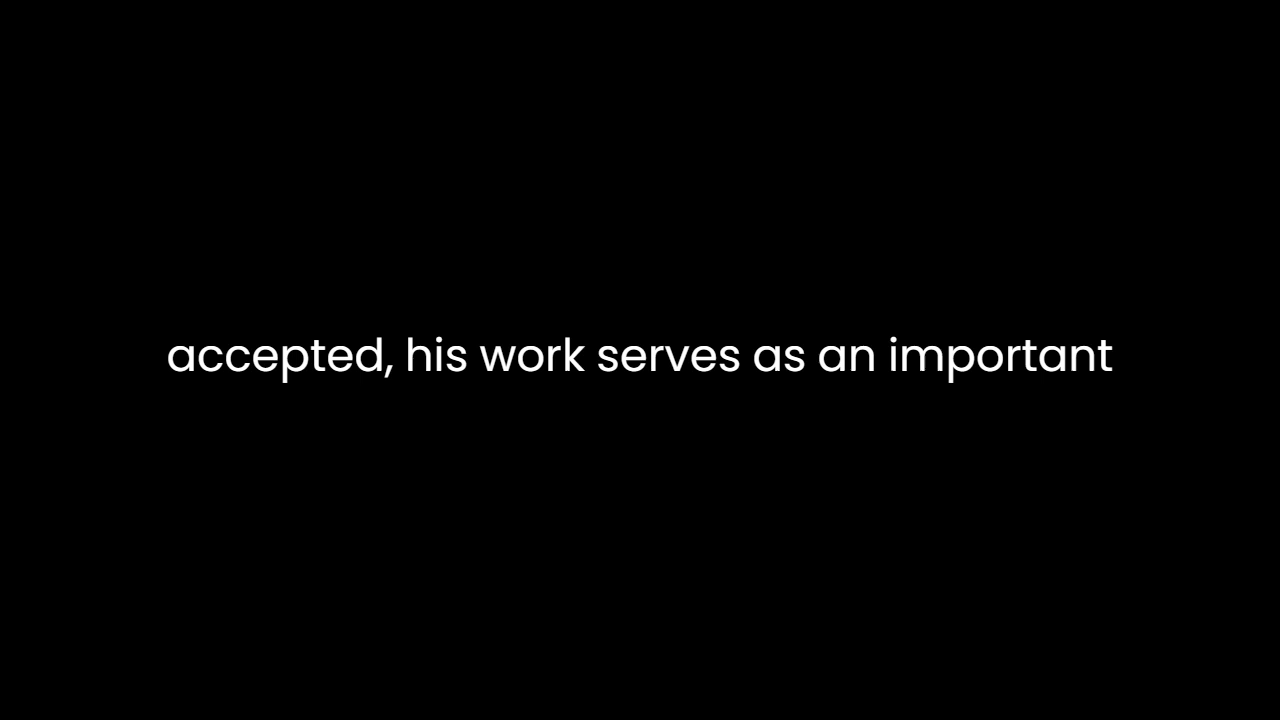 accepted, his work serves as an important